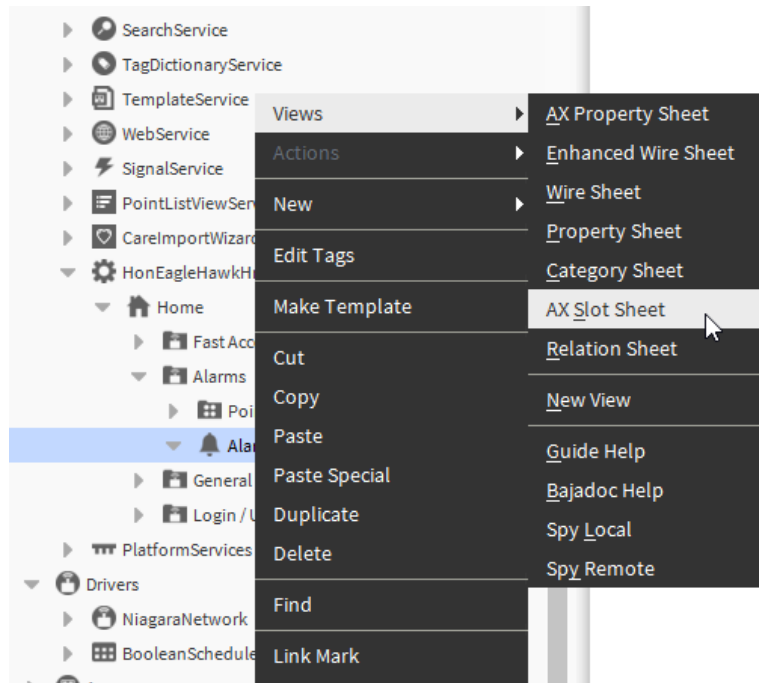 SearchService
TagDictionaryService
TemplateService
WebService
SignalService
PointListViewSer
CareImportWizard
HonEagleHawkH
Home
Fast Acc
Alarms
Poi
Ala
General
Login / U
PlatformServices
Drivers
NiagaraNetwork
BooleanSchedule
Views
Actions
New
Edit Tags
Make Template
Cut
Copy
Paste
Paste Special
Duplicate
Delete
Find
Link Mark
AX Property Sheet
Enhanced Wire Sheet
Wire Sheet
Property Sheet
Category Sheet
AX Slot Sheet
Relation Sheet
New View
Guide Help
Bajadoc Help
Spy Local
Spy Remote